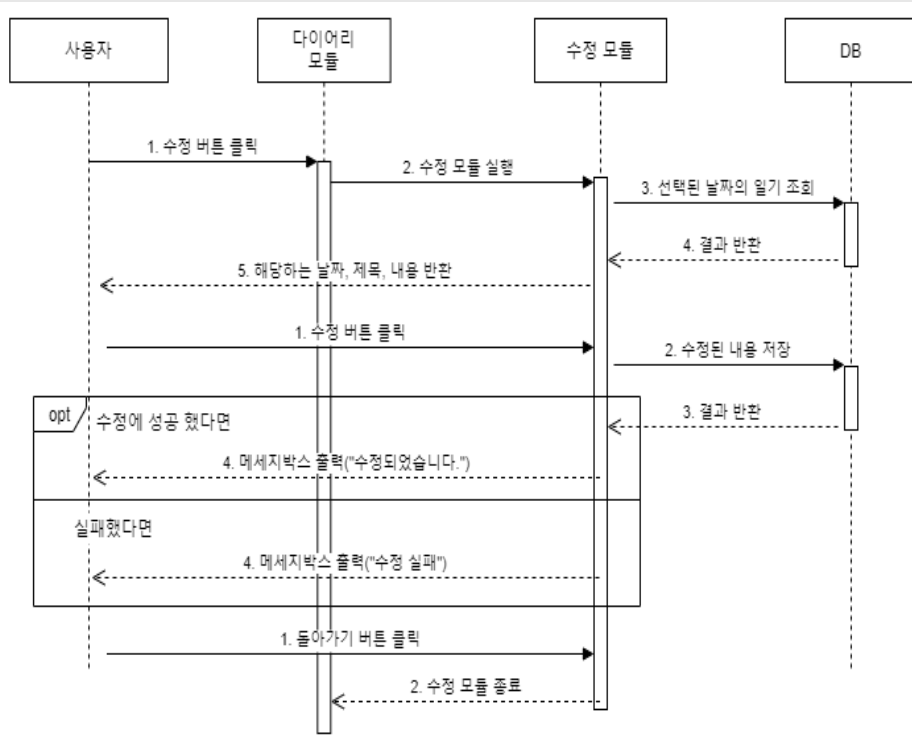 사용자
다이어리
모듈
수정 모듈
DB
1. 수정 버튼 클릭
2. 수정 모듈 실행
3. 선택된 날짜의 일기 조회
4. 결과 반환
5. 해당하는 날짜, 제목, 내용 반환
1. 수정 버튼 클릭
2. 수정된 내용 저장
3. 결과 반환
opt
수정에 성공 했다면
4. 메세지박스 출력("수정되었습니다.")
실패했다면
4. 메세지박스 출력("수정 실패")
1. 돌아가기 버튼 클릭
2. 수정 모듈 종료